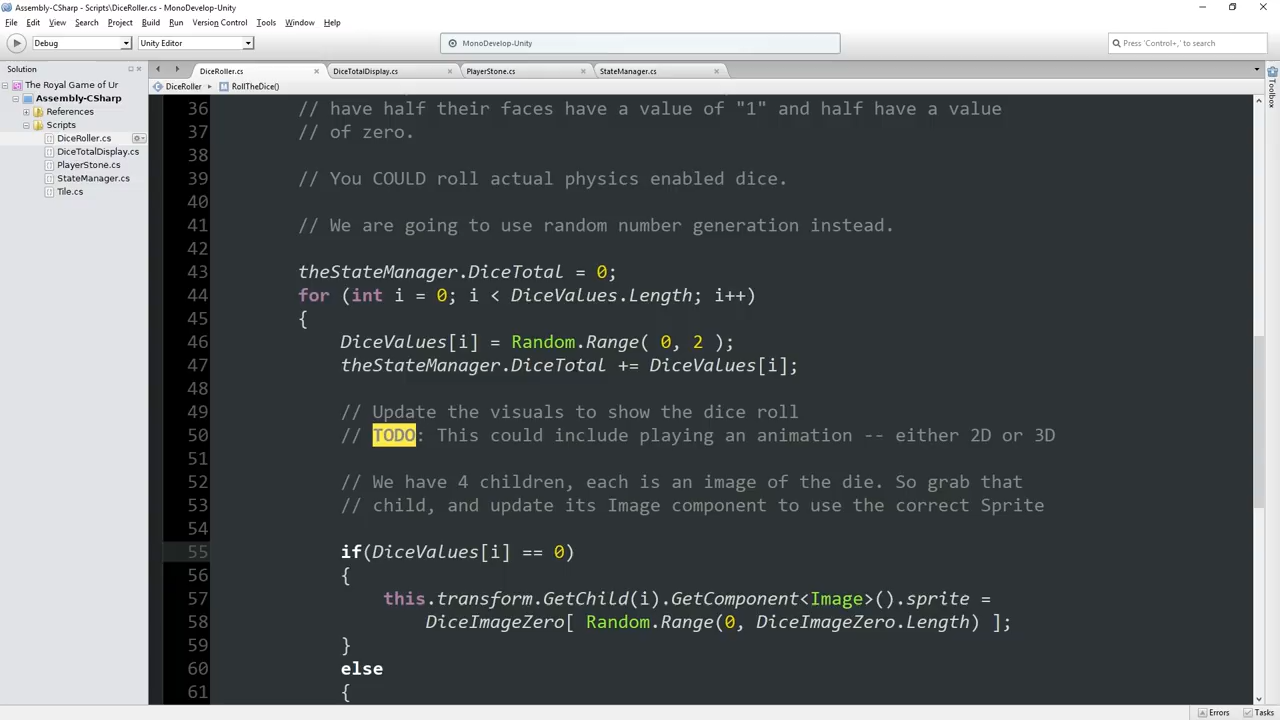 Assembly-CSharp - Scripts\DiceRoller.cs - MonoDevelop-Unity
File Edit View Search Project Build Run Version Control Tools Window Help
Debug Unity Editor MonoDevelop-Unity Press 'Control+,' to search
Solution
The Royal Game of Ur
Assembly-CSharp
References
Scripts
DiceRoller.cs
DiceTotalDisplay.cs
PlayerStone.cs
StateManager.cs
Tile.cs
DiceRoller.cs DiceTotalDisplay.cs PlayerStone.cs StateManager.cs
DiceRoller RollTheDice()
36 // have half their faces have a value of "1" and half have a value
37 // of zero.
38
39 // You COULD roll actual physics enabled dice.
40
41 // We are going to use random number generation instead.
42
43 theStateManager.DiceTotal = 0;
44 for (int i = 0; i < DiceValues.Length; i++)
45 {
46 DiceValues[i] = Random.Range( 0, 2 );
47 theStateManager.DiceTotal += DiceValues[i];
48
49 // Update the visuals to show the dice roll
50 // TODO: This could include playing an animation -- either 2D or 3D
51
52 // We have 4 children, each is an image of the die. So grab that
53 // child, and update its Image component to use the correct Sprite
54
55 if(DiceValues[i] == 0)
56 {
57 this.transform.GetChild(i).GetComponent<Image>().sprite =
58 DiceImageZero[ Random.Range(0, DiceImageZero.Length) ];
59 }
60 else
61 {
Toolbox
Errors Tasks